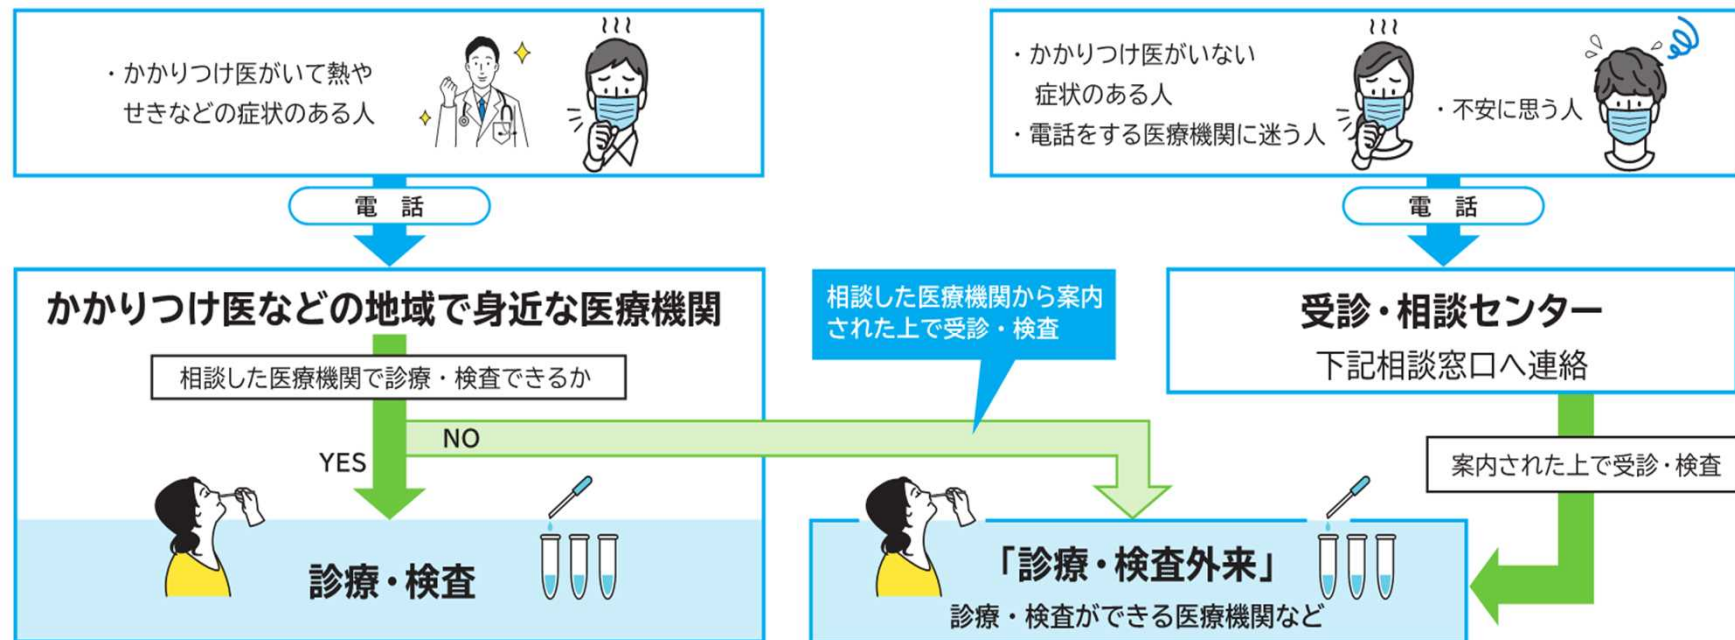 ・かかりつけ医がいて熱や
せきなどの症状のある人
電 話
かかりつけ医などの地域で身近な医療機関
相談した医療機関で診療・検査できるか
YES
NO
診療・検査
相談した医療機関から案内
された上で受診・検査
・かかりつけ医がいない
症状のある人
・電話をする医療機関に迷う人
・不安に思う人
電 話
受診・相談センター
下記相談窓口へ連絡
案内された上で受診・検査
「診療・検査外来」
診療・検査ができる医療機関など